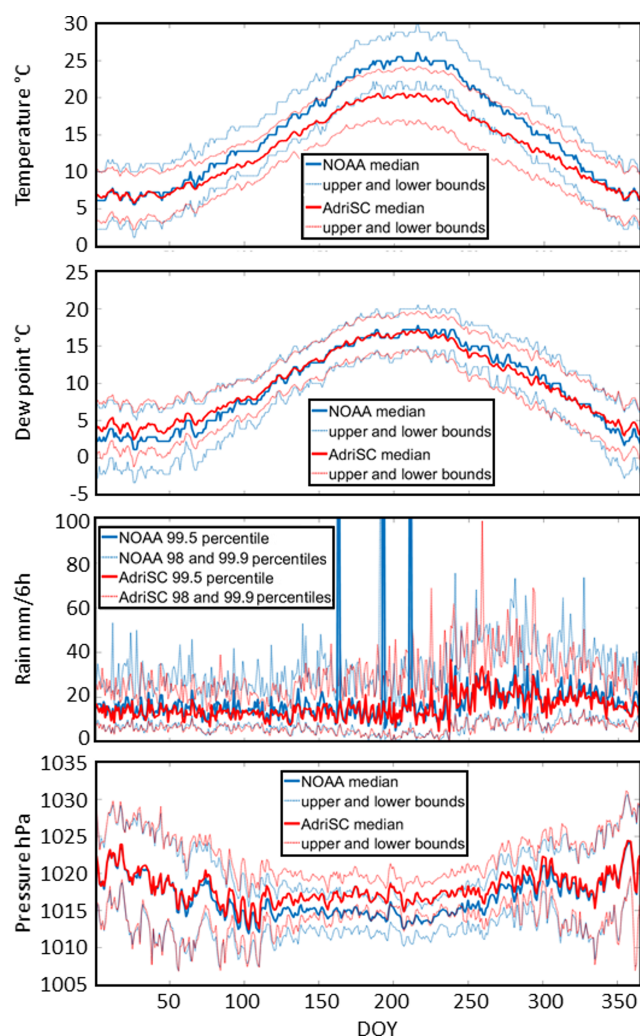 30
25
20
15
10
5
0
Temperature °C
NOAA median
upper and lower bounds
AdriSC median
upper and lower bounds
25
20
15
10
5
0
-5
Dew point °C
NOAA median
upper and lower bounds
AdriSC median
upper and lower bounds
100
80
60
40
20
0
Rain mm/6h
NOAA 99.5 percentile
NOAA 98 and 99.9 percentiles
AdriSC 99.5 percentile
AdriSC 98 and 99.9 percentiles
1035
1030
1025
1020
1015
1010
1005
Pressure hPa
NOAA median
upper and lower bounds
AdriSC median
upper and lower bounds
50 100 150 200 250 300 350
DOY